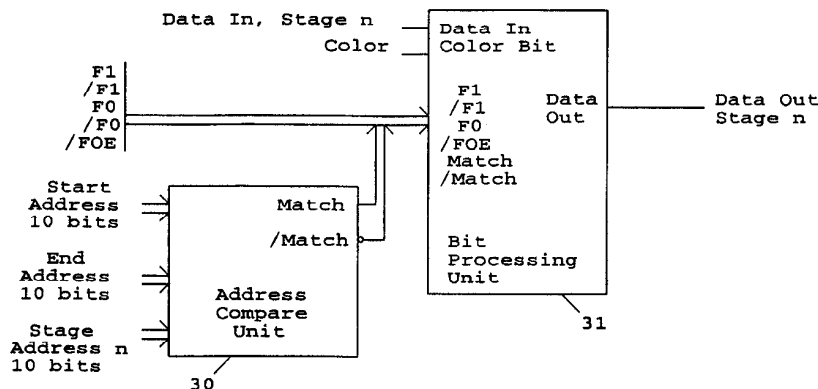 Data In, Stage n
Color
Data In
Color Bit
F1
/F1
F0
/F0
/FOE
F1
/F1
F0
/FOE
Match
/Match
Data
Out
Data Out
Stage n
Start
Address
10 bits
Match
/Match
End
Address
10 bits
Address
Compare
Unit
Bit
Processing
Unit
Stage
Address n
10 bits
30
31